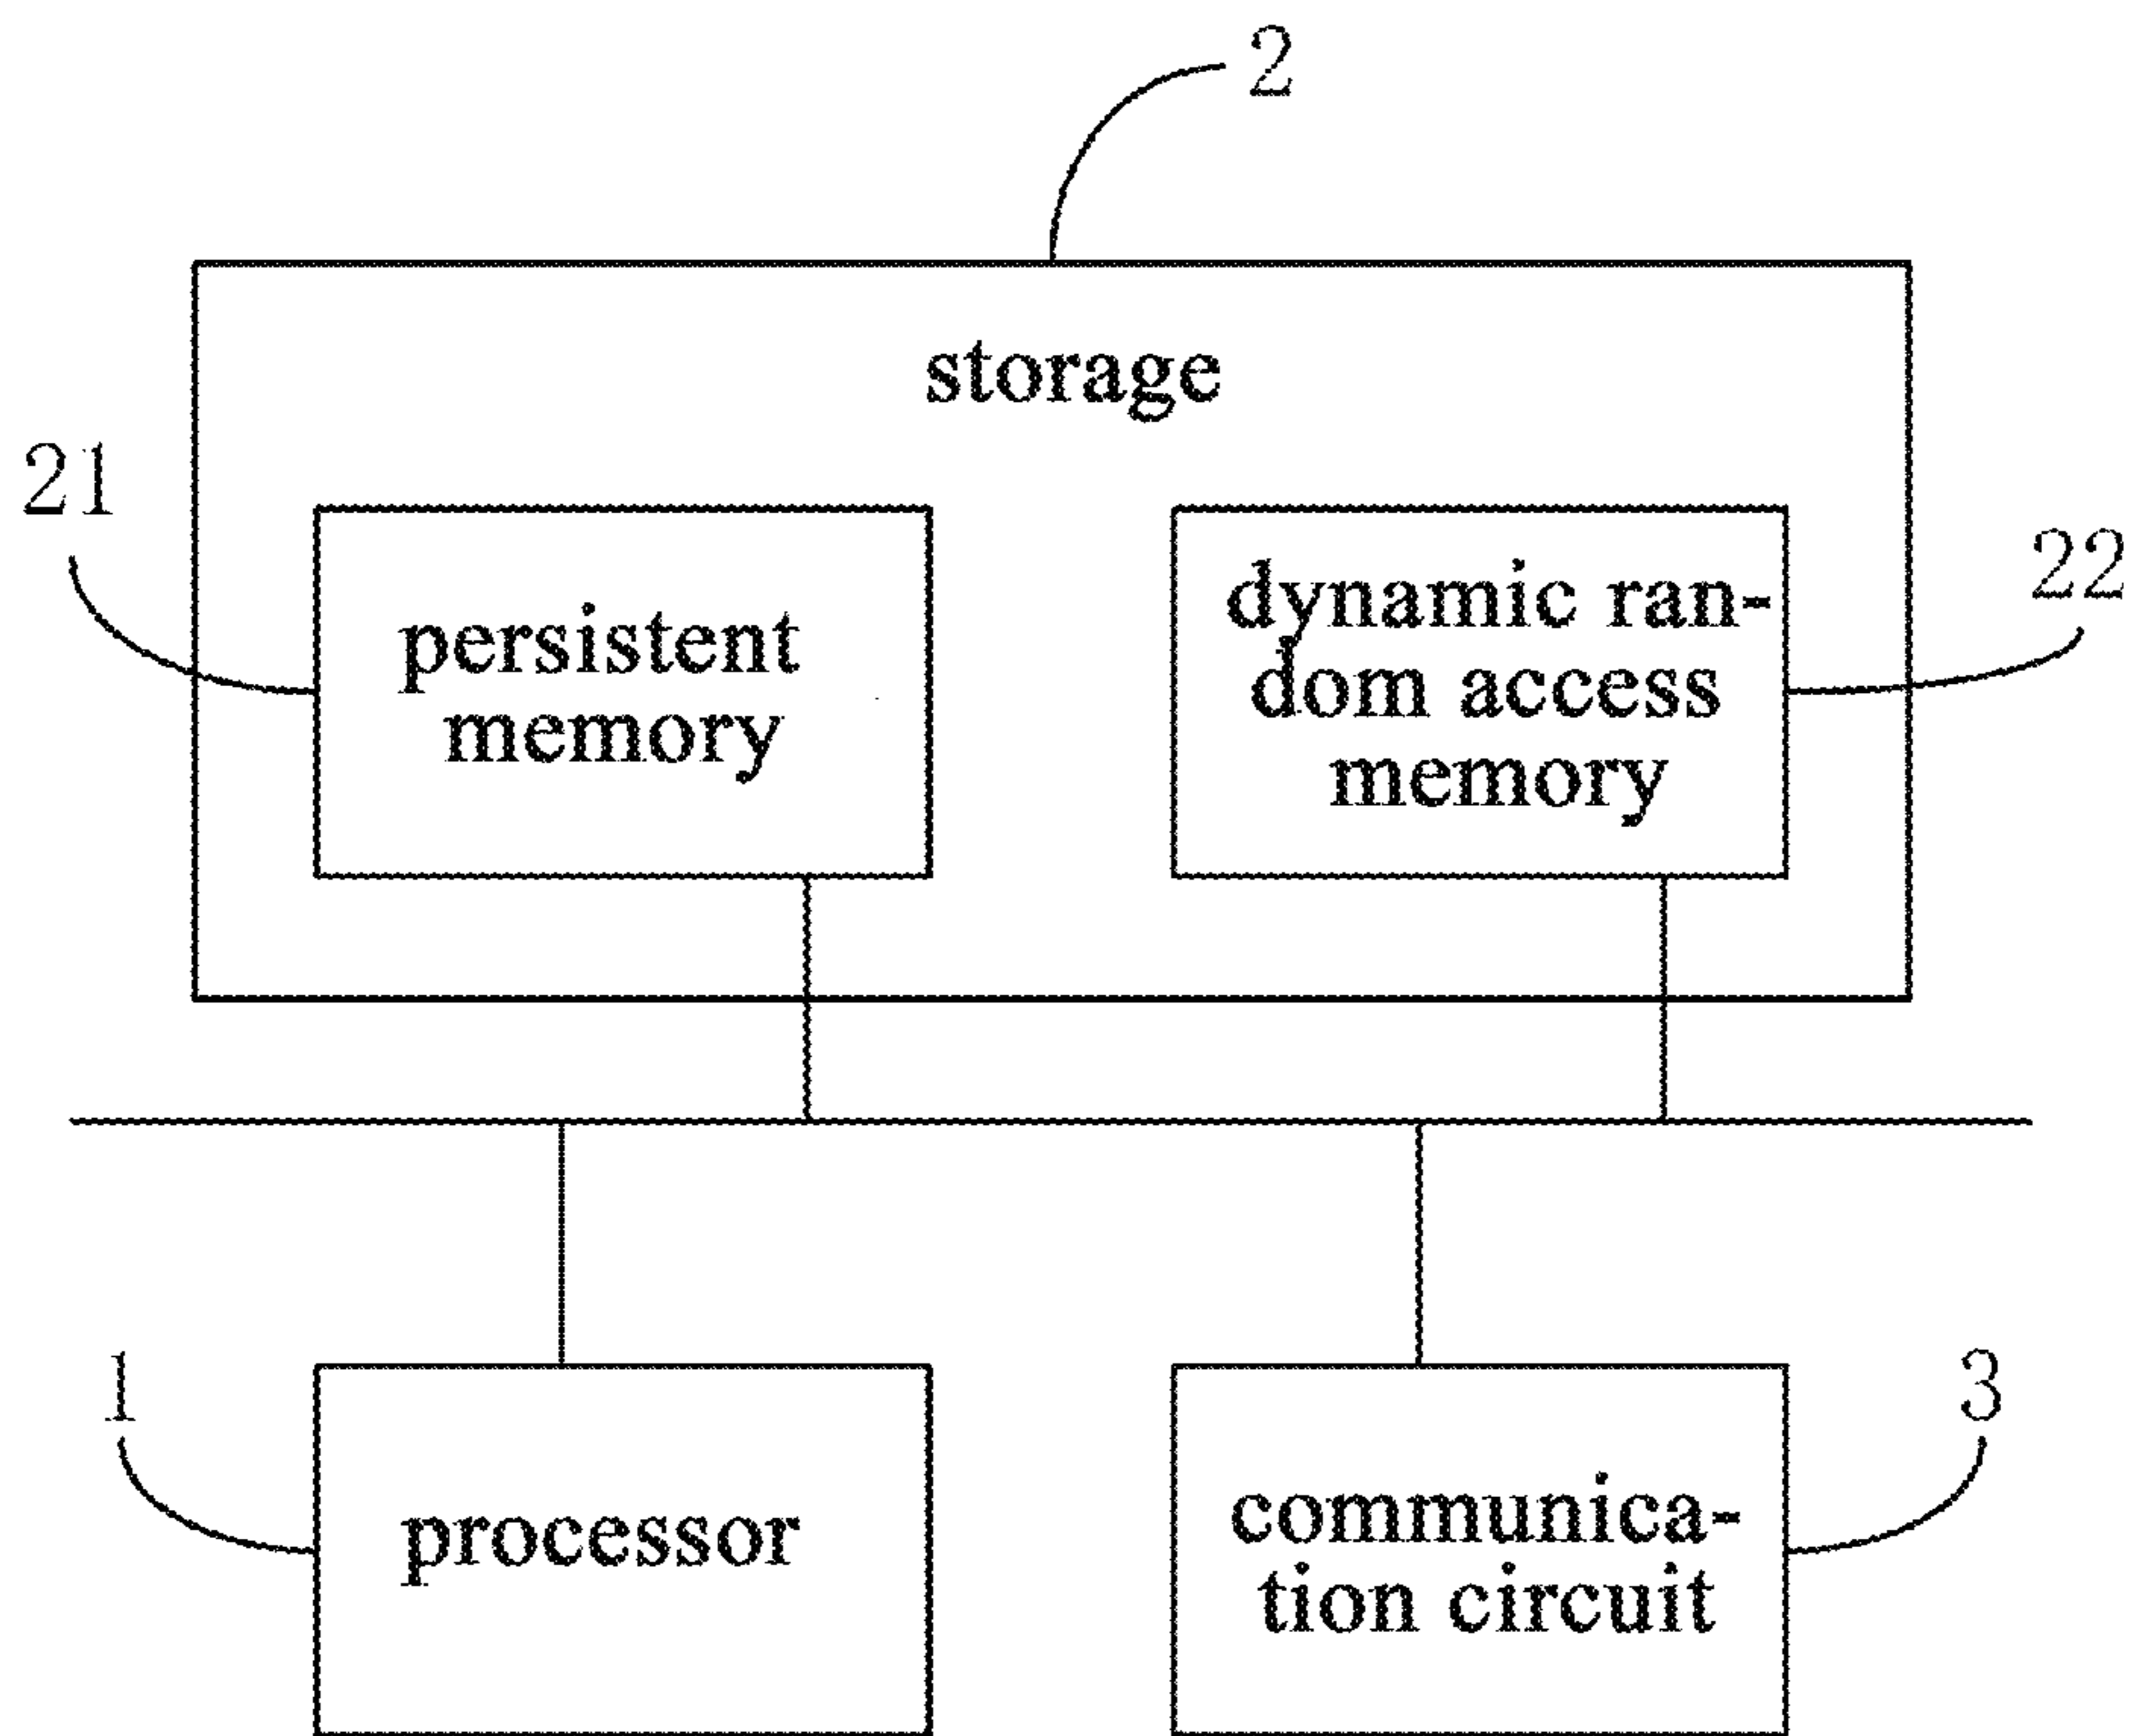 2
storage
21
persistent
memory
dynamic ran-
dom access
memory
22
1
processor
communica-
tion circuit
3